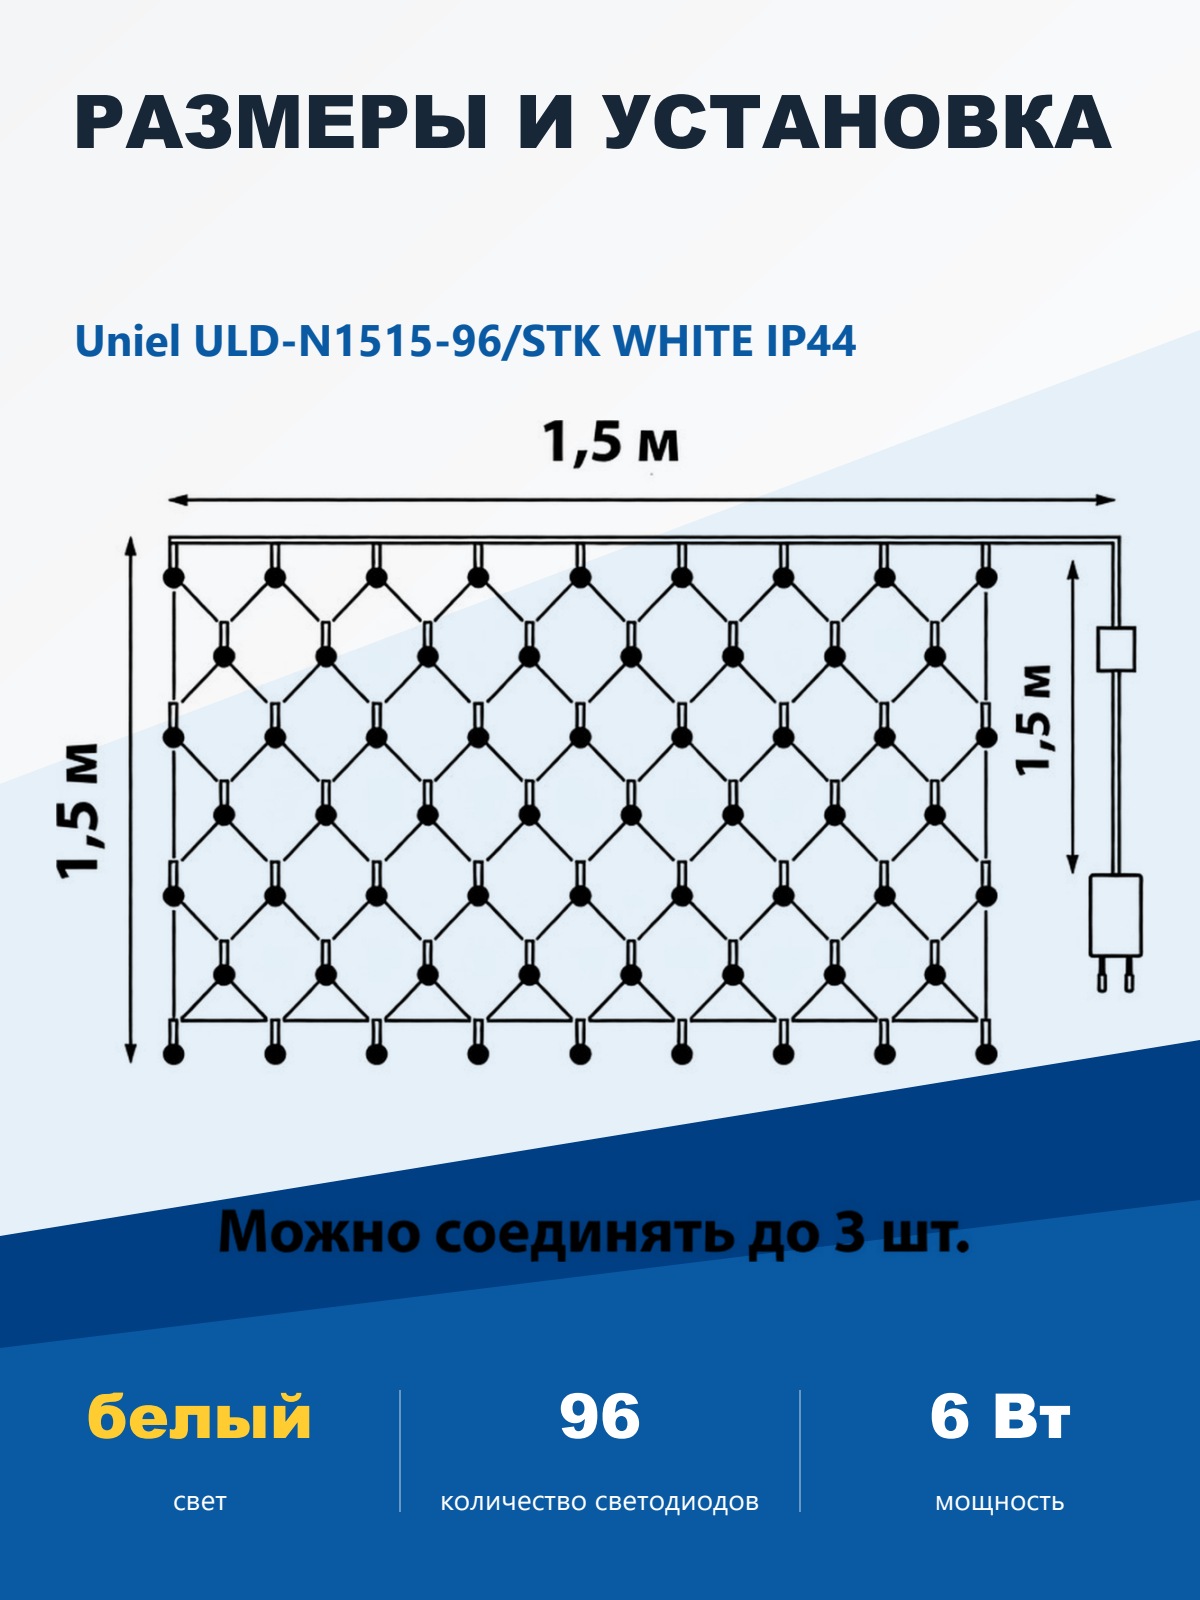 РАЗМЕРЫ И УСТАНОВКА
Uniel ULD-N1515-96/STK WHITE IP44
1,5 м
1,5 м
1,5 м
Можно соединять до 3 шт.
белый
свет
96
количество светодиодов
6 Вт
мощность